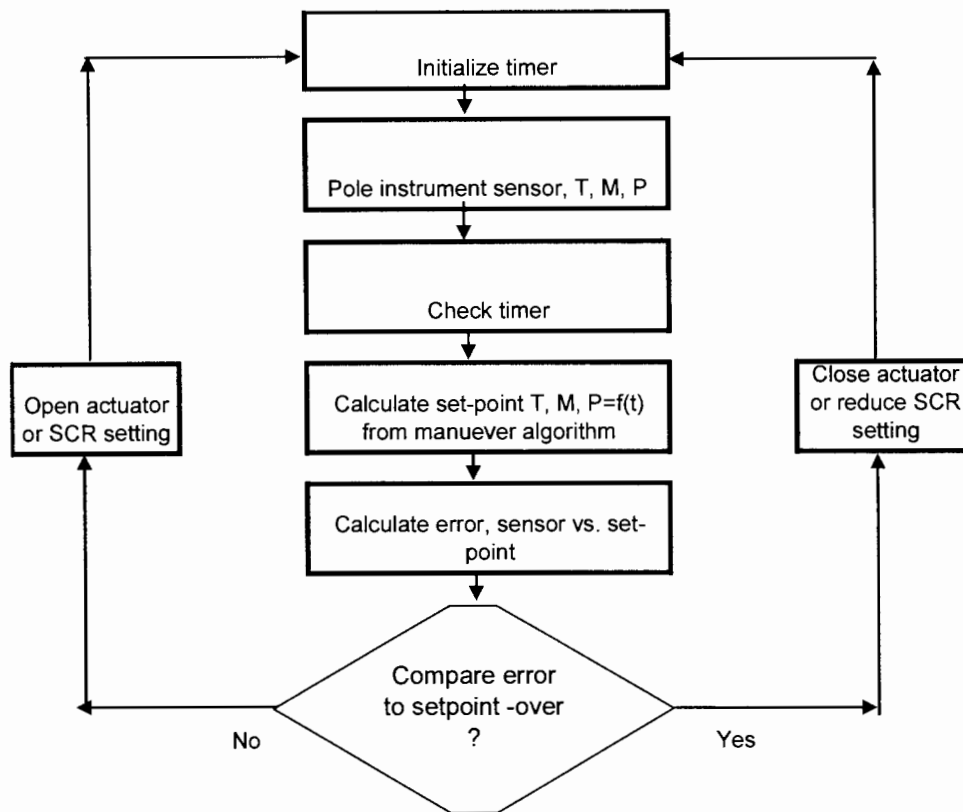 Initialize timer
Pole instrument sensor, T, M, P
Check timer
Calculate set-point T, M, P=f(t)
from manuever algorithm
Open actuator
or SCR setting
Close actuator
or reduce SCR
setting
Calculate error, sensor vs. set-
point
Compare error
to setpoint -over
?
No
Yes